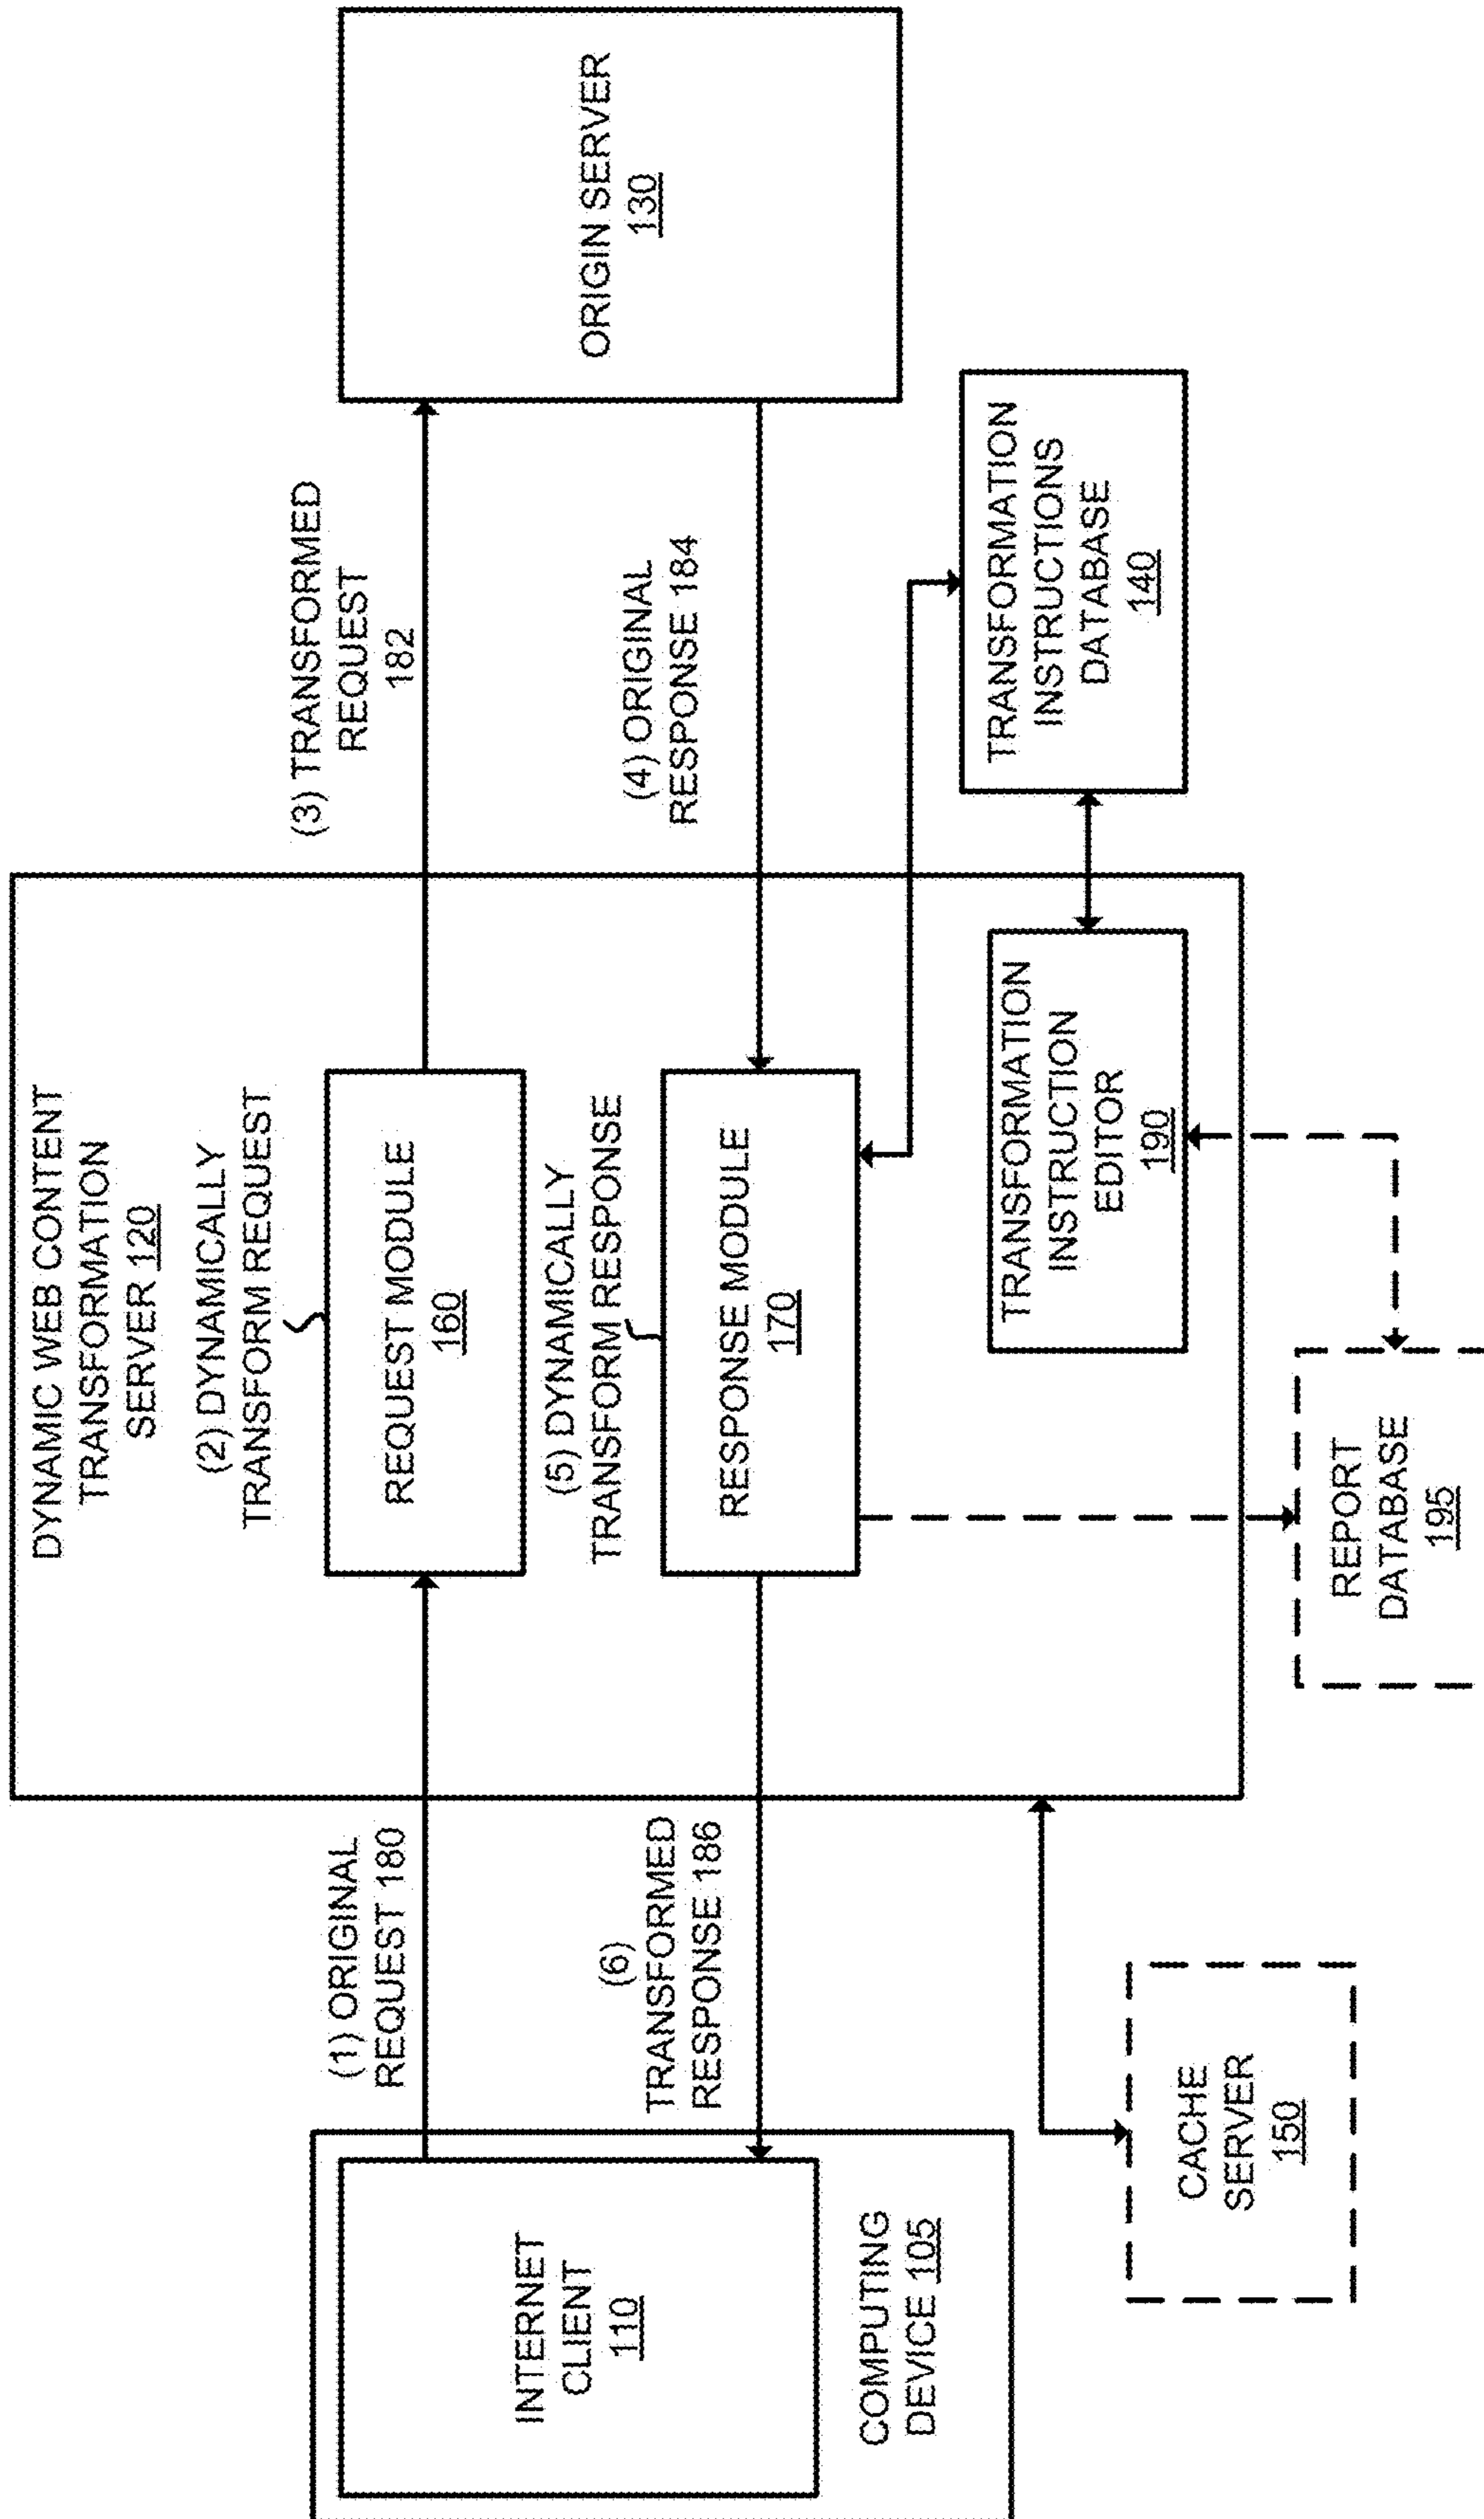 DYNAMIC WEB CONTENT
TRANSFORMATION
SERVER 120
(2) DYNAMICALLY
TRANSFORM REQUEST
REQUEST MODULE
160
(5) DYNAMICALLY
TRANSFORM RESPONSE
RESPONSE MODULE
170
TRANSFORMATION
INSTRUCTION
EDITOR
190
(1) ORIGINAL
REQUEST 180
(6)
TRANSFORMED
RESPONSE 186
INTERNET
CLIENT
110
COMPUTING
DEVICE 105
CACHE
SERVER
150
REPORT
DATABASE
195
(3) TRANSFORMED
REQUEST
182
(4) ORIGINAL
RESPONSE 184
ORIGIN SERVER
130
TRANSFORMATION
INSTRUCTIONS
DATABASE
140